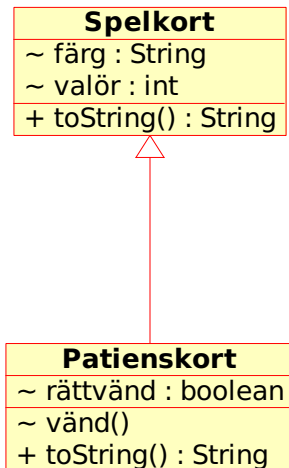 Spelkort
~ färg : String
~ valör : int
+ toString() : String
Patienskort
~ rättvänd : boolean
~ vänd()
+ toString() : String